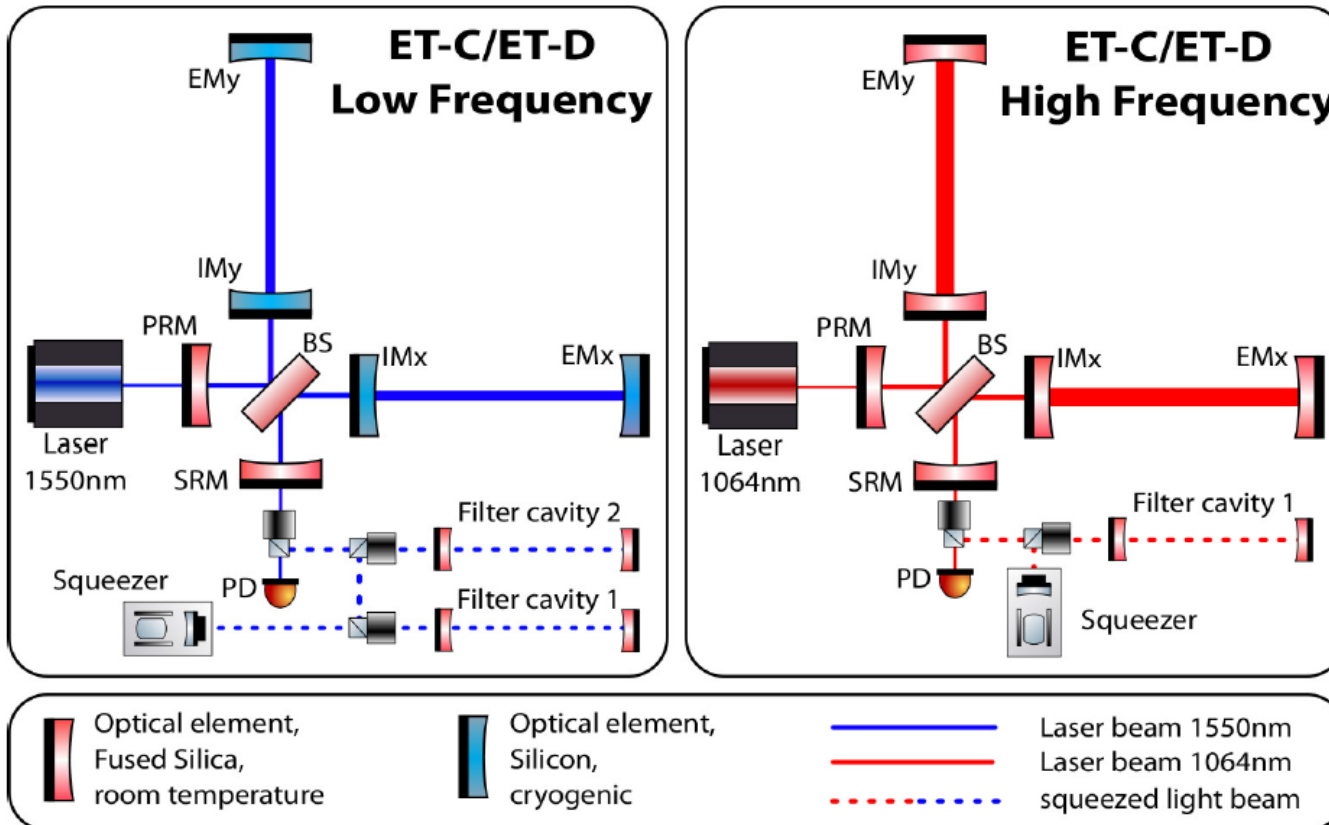 ET-C/ET-D
Low Frequency
EMy
IMy
PRM
BS
IMx
EMx
Laser
1550nm
SRM
Filter cavity 2
Squeezer
PD
Filter cavity 1
ET-C/ET-D
High Frequency
EMy
IMy
PRM
BS
IMx
EMx
Laser
1064nm
SRM
Filter cavity 1
PD
Squeezer
Optical element,
Fused Silica,
room temperature
Optical element,
Silicon,
cryogenic
Laser beam 1550nm
Laser beam 1064nm
squeezed light beam